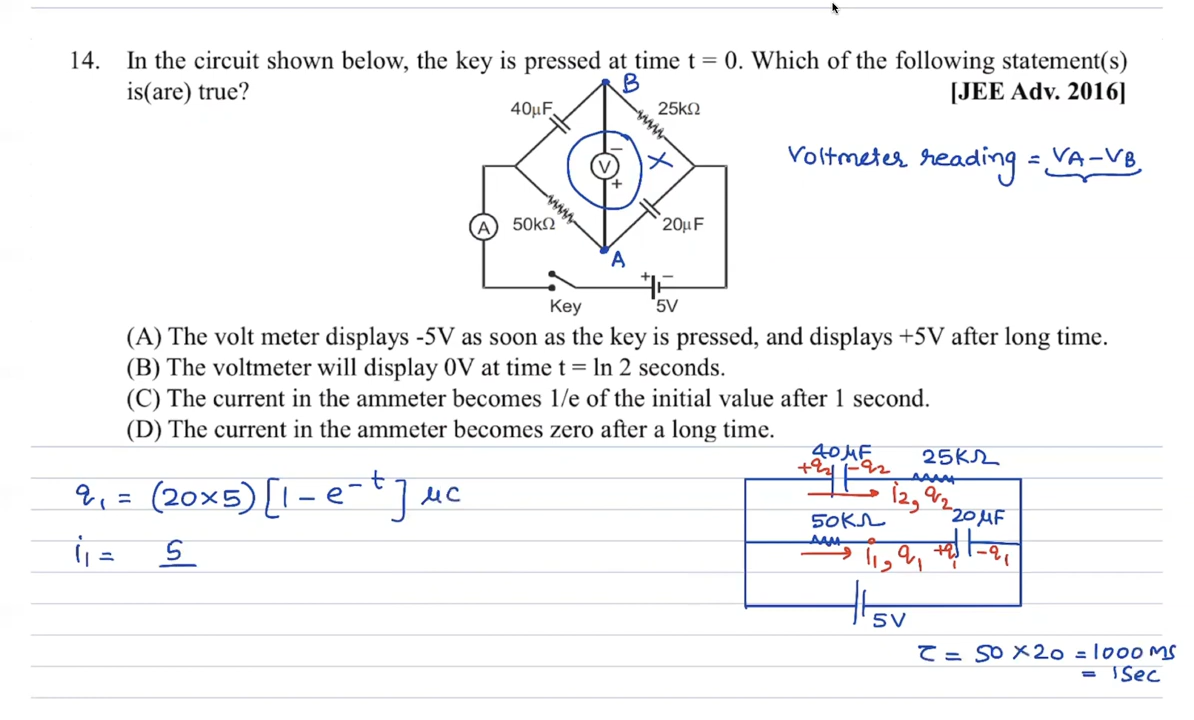 14. In the circuit shown below, the key is pressed at time t = 0. Which of the following statement(s)
is(are) true? [JEE Adv. 2016]
B
40μF
25kΩ
Voltmeter reading = VA-VB
−
V
+
×
A
50kΩ
20μF
A
+ −
Key
5V
(A) The volt meter displays -5V as soon as the key is pressed, and displays +5V after long time.
(B) The voltmeter will display 0V at time t = ln 2 seconds.
(C) The current in the ammeter becomes 1/e of the initial value after 1 second.
(D) The current in the ammeter becomes zero after a long time.
40μF
25KΩ
+q2 -q2
i2, q2
q1 = (20×5) [1 - e^-t] μC
50KΩ
20μF
i1, q1 +q1 -q1
i1 = 5
5V
τ = 50 × 20 = 1000 ms
= 1 Sec